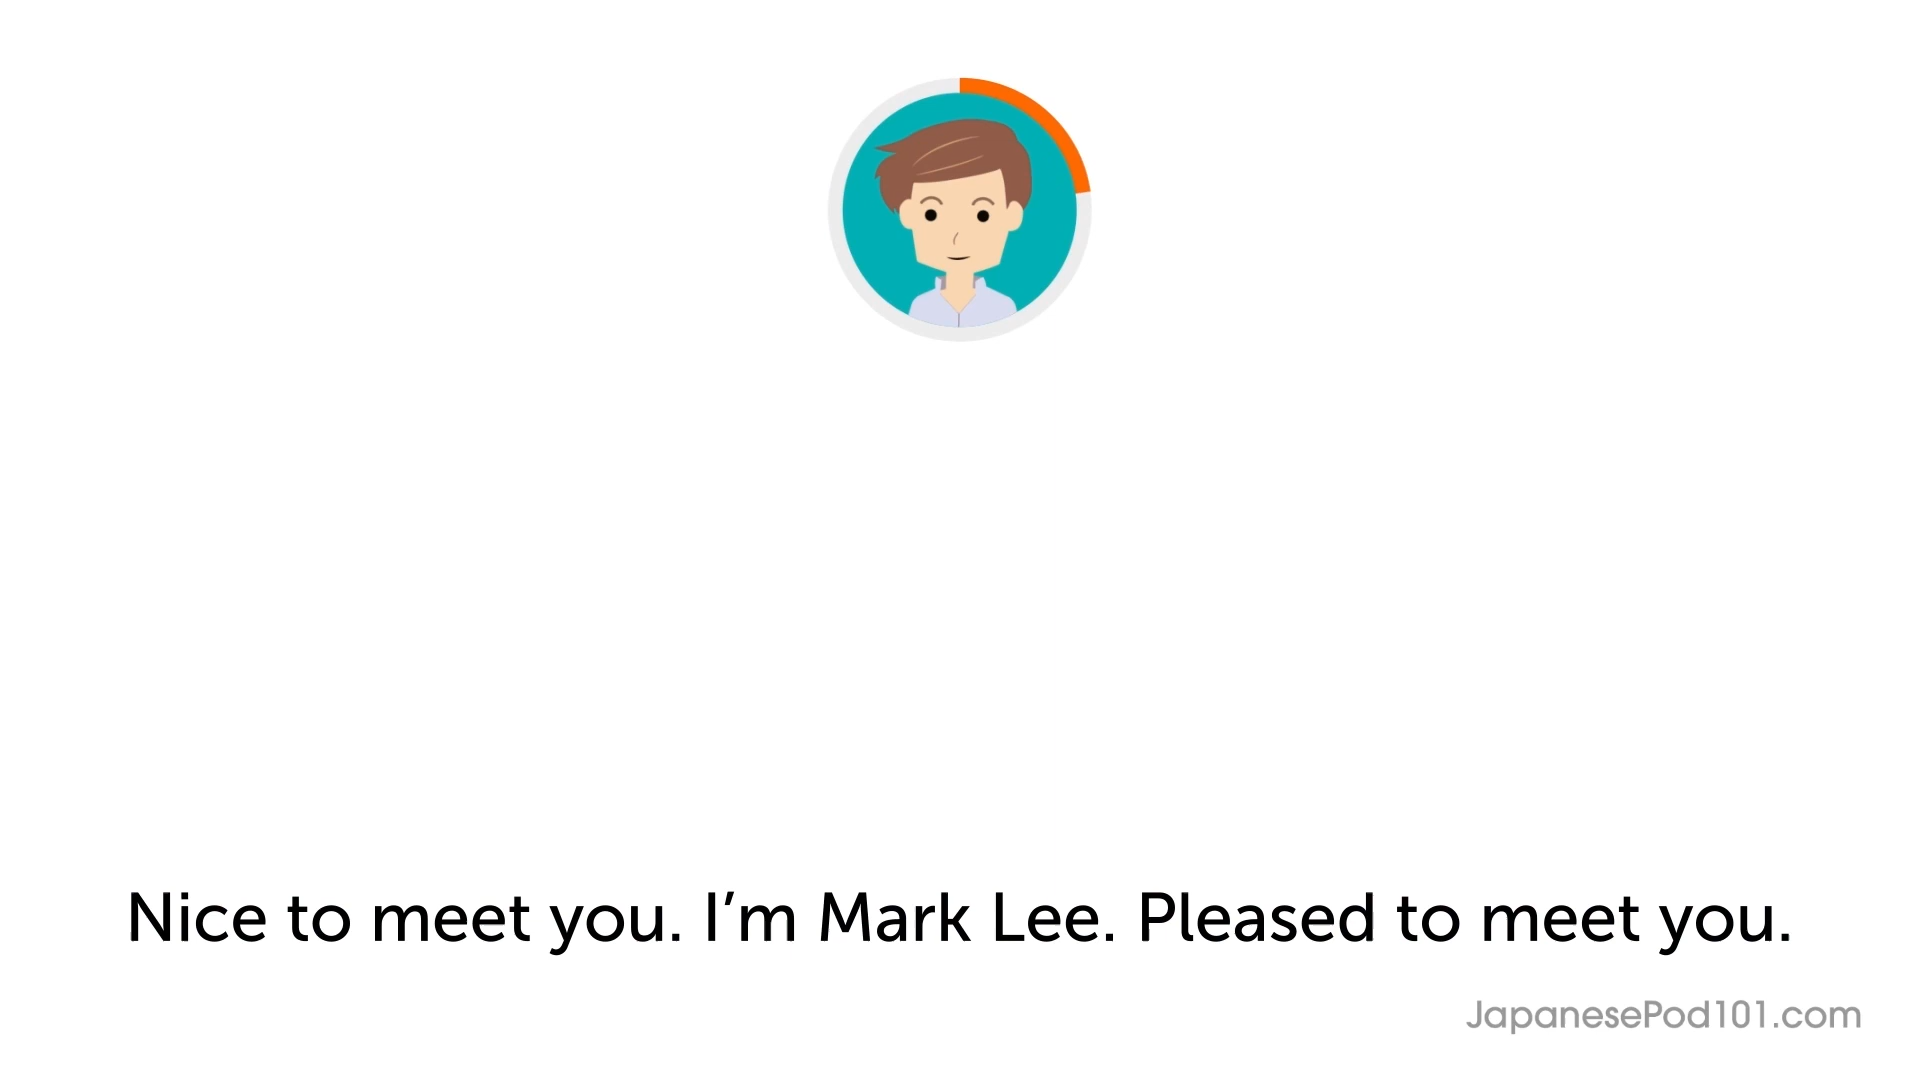 Nice to meet you. I’m Mark Lee. Pleased to meet you.
JapanesePod101.com